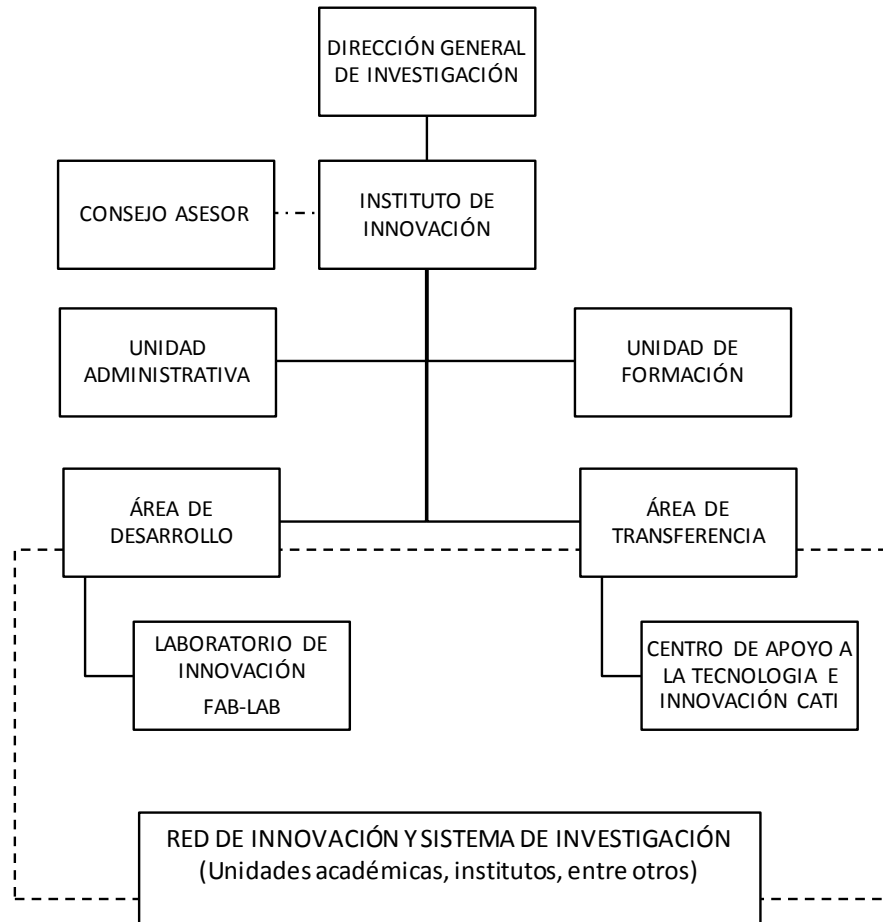 DIRECCIÓN GENERAL
DE INVESTIGACIÓN
CONSEJO ASESOR
INSTITUTO DE
INNOVACIÓN
UNIDAD
ADMINISTRATIVA
UNIDAD DE
FORMACIÓN
ÁREA DE
DESARROLLO
ÁREA DE
TRANSFERENCIA
LABORATORIO DE
INNOVACIÓN
FAB-LAB
CENTRO DE APOYO A
LA TECNOLOGIA E
INNOVACIÓN CATI
RED DE INNOVACIÓN Y SISTEMA DE INVESTIGACIÓN
(Unidades académicas, institutos, entre otros)